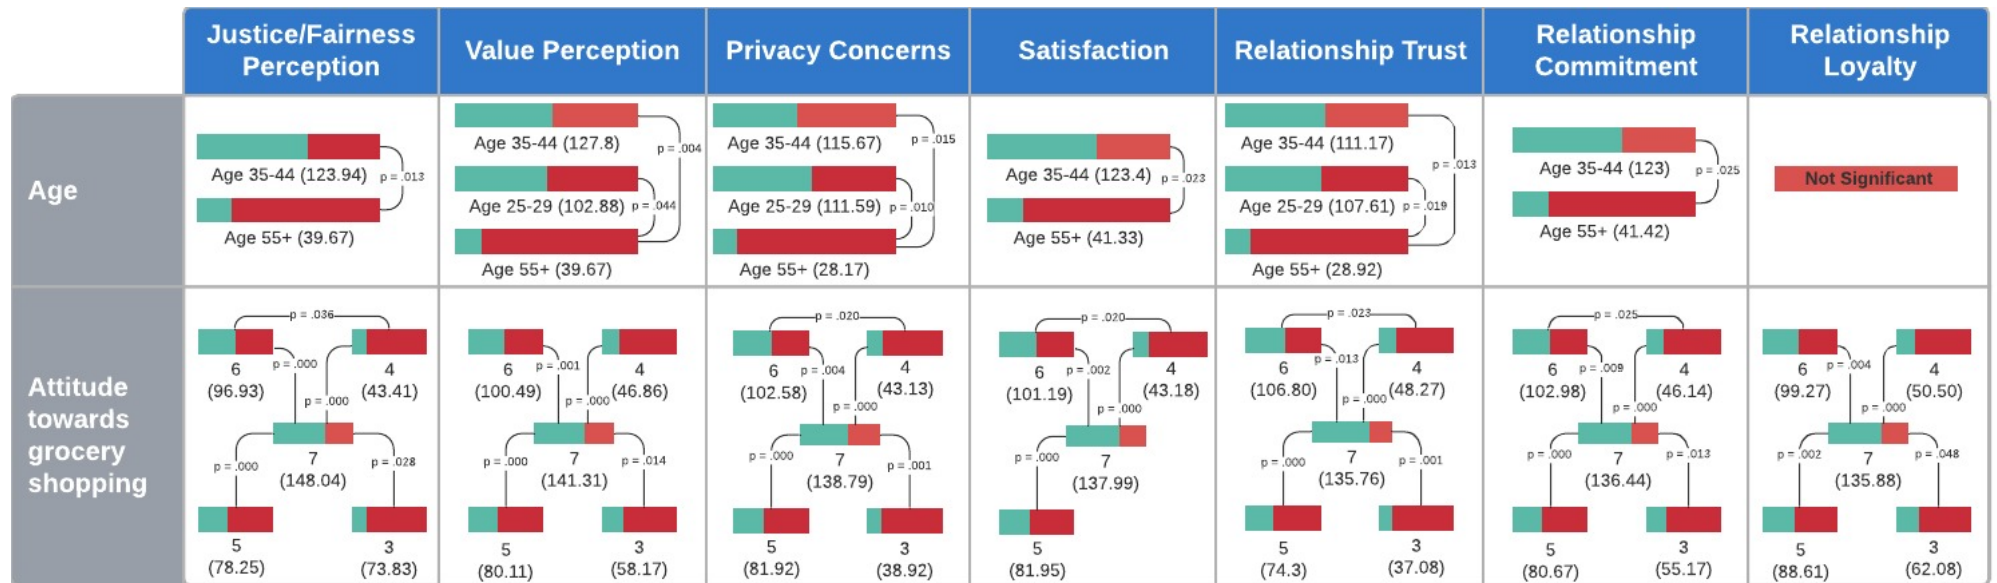 Justice/Fairness
Perception
Value Perception
Privacy Concerns
Satisfaction
Relationship Trust
Relationship
Commitment
Relationship
Loyalty
Age
Age 35-44 (123.94)
p = .013
Age 55+ (39.67)
Age 35-44 (127.8)
p = .004
Age 25-29 (102.88)
p = .044
Age 55+ (39.67)
Age 35-44 (115.67)
p = .015
Age 25-29 (111.59)
p = .010
Age 55+ (28.17)
Age 35-44 (123.4)
p = .023
Age 55+ (41.33)
Age 35-44 (111.17)
p = .013
Age 25-29 (107.61)
p = .019
Age 55+ (28.92)
Age 35-44 (123)
p = .025
Age 55+ (41.42)
Not Significant
Attitude
towards
grocery
shopping
p = .036
6
(96.93)
p = .000
4
(43.41)
p = .000
7
(148.04)
p = .000
p = .028
5
(78.25)
3
(73.83)
6
(100.49)
p = .001
4
(46.86)
p = .000
7
(141.31)
p = .000
p = .014
5
(80.11)
3
(58.17)
p = .020
6
(102.58)
p = .004
4
(43.13)
p = .000
7
(138.79)
p = .000
p = .001
5
(81.92)
3
(38.92)
p = .020
6
(101.19)
p = .002
4
(43.18)
p = .000
7
(137.99)
p = .000
5
(81.95)
p = .023
6
(106.80)
p = .013
4
(48.27)
p = .000
7
(135.76)
p = .000
p = .001
5
(74.3)
3
(37.08)
p = .025
6
(102.98)
p = .009
4
(46.14)
p = .000
7
(136.44)
p = .000
p = .013
5
(80.67)
3
(55.17)
6
(99.27)
p = .004
4
(50.50)
p = .000
7
(135.88)
p = .002
p = .048
5
(88.61)
3
(62.08)